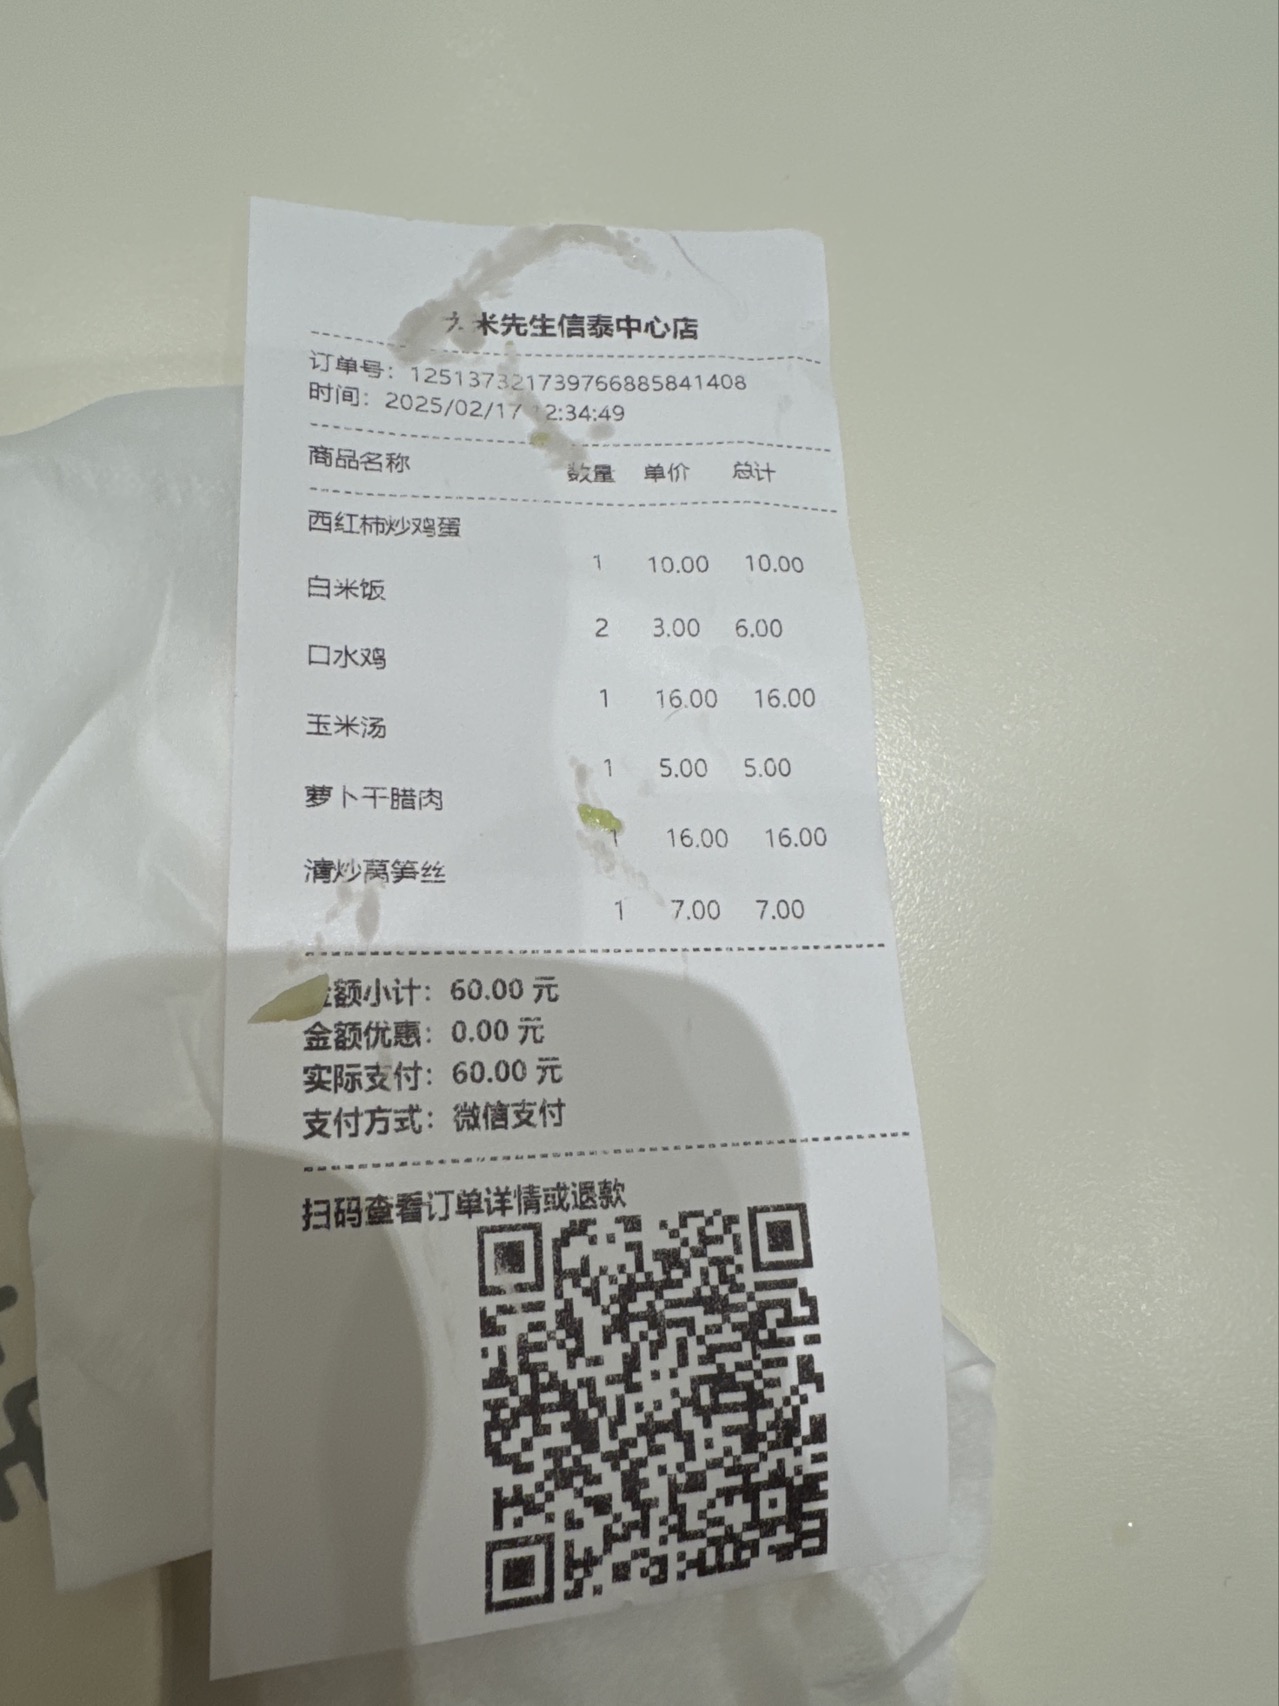 米先生信泰中心店
订单号：125137321739766885841408
时间：2025/02/17 2:34:49
商品名称 数量 单价 总计
西红柿炒鸡蛋
1 10.00 10.00
白米饭
2 3.00 6.00
口水鸡
1 16.00 16.00
玉米汤
1 5.00 5.00
萝卜干腊肉
1 16.00 16.00
清炒莴笋丝
1 7.00 7.00
金额小计：60.00 元
金额优惠：0.00 元
实际支付：60.00 元
支付方式：微信支付
扫码查看订单详情或退款